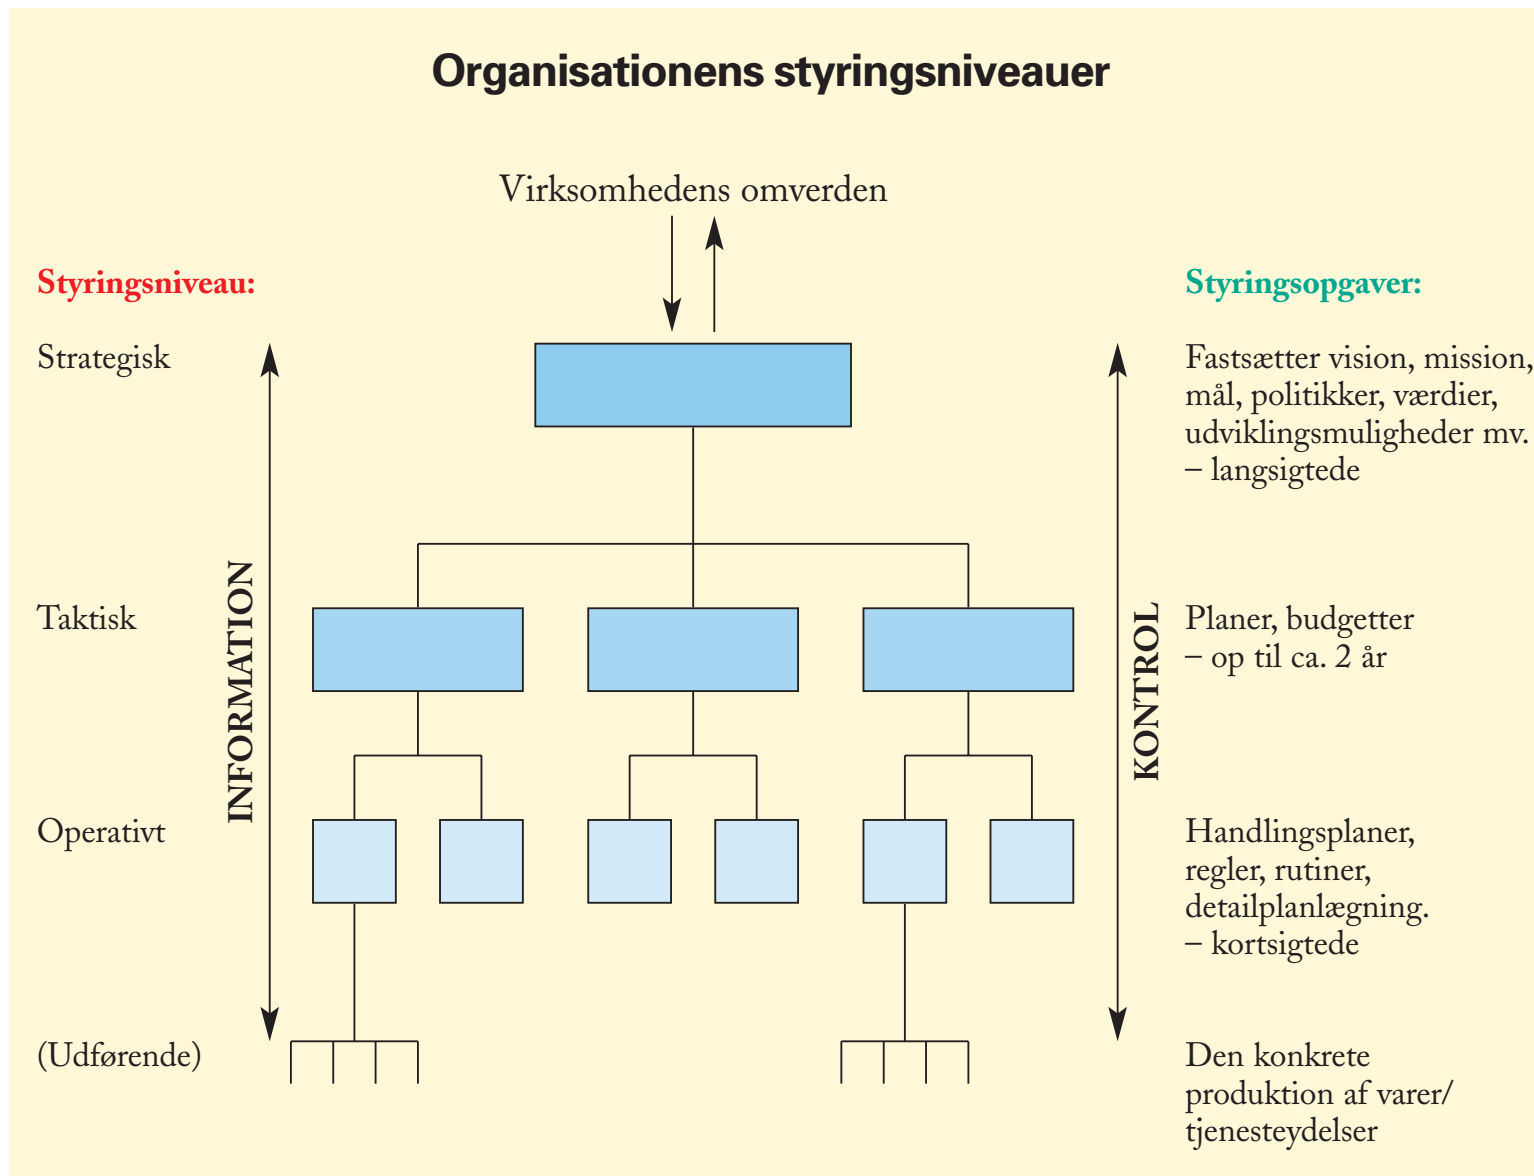 Organisationens styringsniveauer
Virksomhedens omverden
Styringsniveau:
Styringsopgaver:
Strategisk
Fastsætter vision, mission,
mål, politikker, værdier,
udviklingsmuligheder mv.
– langsigtede
INFORMATION
KONTROL
Taktisk
Planer, budgetter
– op til ca. 2 år
Operativt
Handlingsplaner,
regler, rutiner,
detailplanlægning.
– kortsigtede
(Udførende)
Den konkrete
produktion af varer/
tjenesteydelser